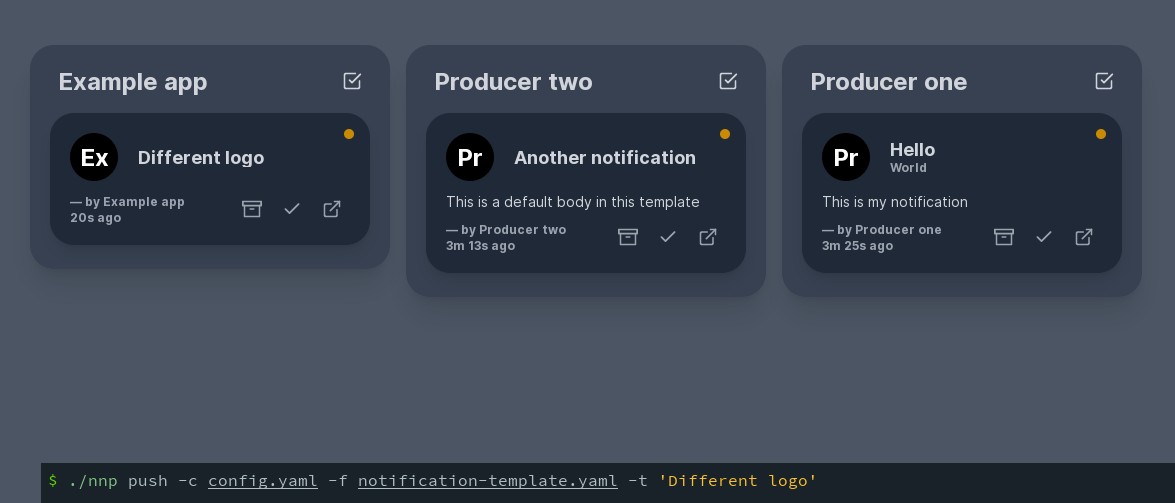 Example app
Ex
Different logo
— by Example app
20s ago
Producer two
Pr
Another notification
This is a default body in this template
— by Producer two
3m 13s ago
Producer one
Pr
Hello
World
This is my notification
— by Producer one
3m 25s ago
$ ./nnp push -c config.yaml -f notification-template.yaml -t 'Different logo'